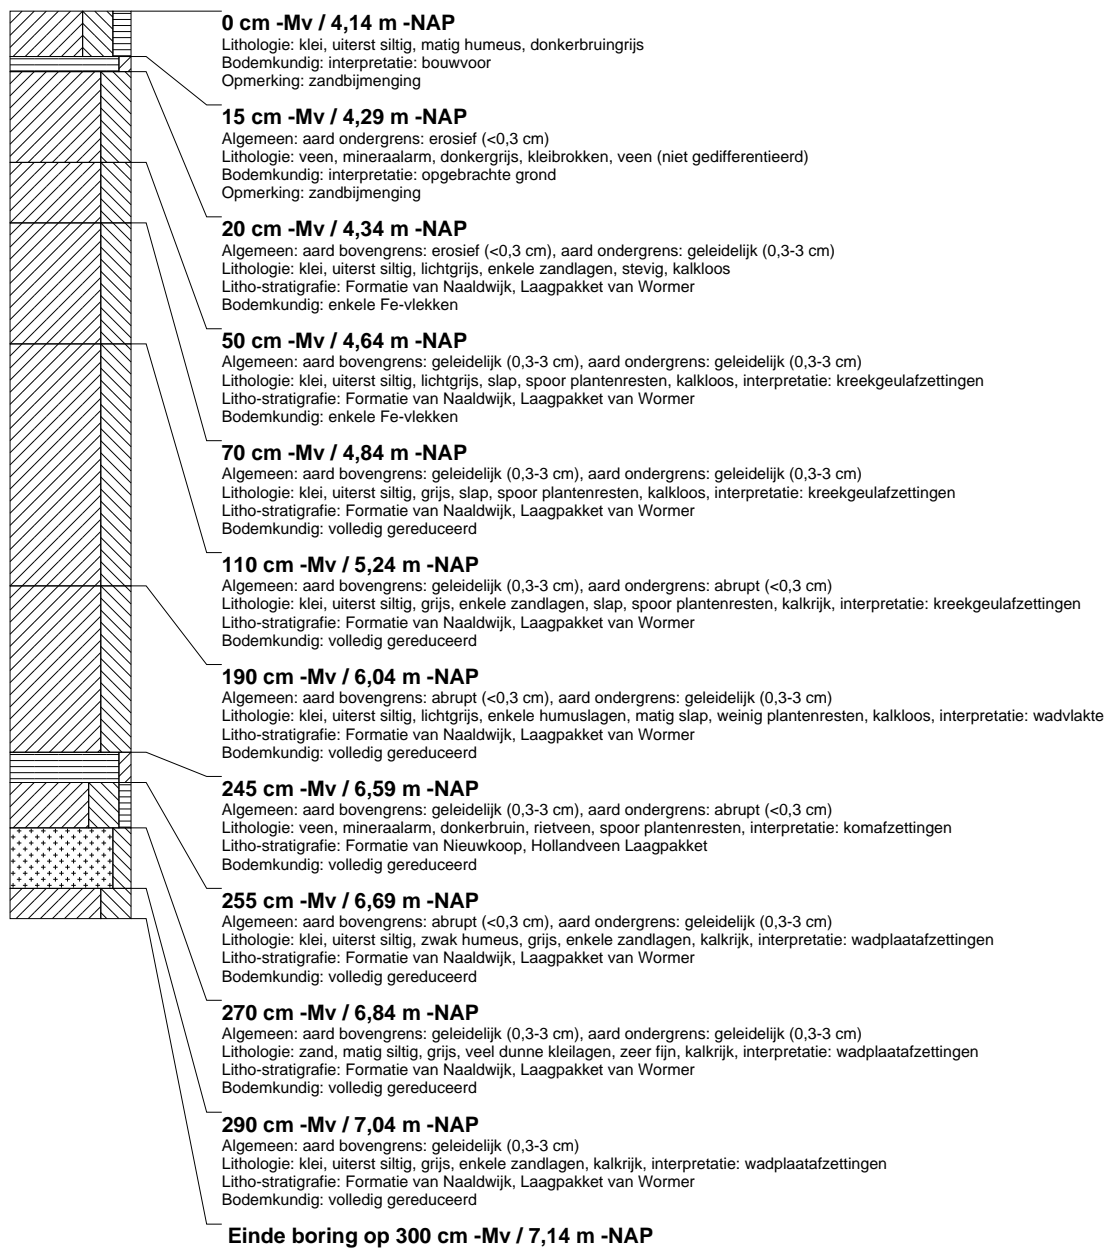 0 cm -Mv / 4,14 m -NAP
Lithologie: klei, uiterst siltig, matig humeus, donkerbruingrijs
Bodemkundig: interpretatie: bouwvoor
Opmerking: zandbijmenging
15 cm -Mv / 4,29 m -NAP
Algemeen: aard ondergrens: erosief (<0,3 cm)
Lithologie: veen, mineraalarm, donkergrijs, kleibrokken, veen (niet gedifferentieerd)
Bodemkundig: interpretatie: opgebrachte grond
Opmerking: zandbijmenging
20 cm -Mv / 4,34 m -NAP
Algemeen: aard bovengrens: erosief (<0,3 cm), aard ondergrens: geleidelijk (0,3-3 cm)
Lithologie: klei, uiterst siltig, lichtgrijs, enkele zandlagen, stevig, kalkloos
Litho-stratigrafie: Formatie van Naaldwijk, Laagpakket van Wormer
Bodemkundig: enkele Fe-vlekken
50 cm -Mv / 4,64 m -NAP
Algemeen: aard bovengrens: geleidelijk (0,3-3 cm), aard ondergrens: geleidelijk (0,3-3 cm)
Lithologie: klei, uiterst siltig, lichtgrijs, slap, spoor plantenresten, kalkloos, interpretatie: kreekgeulafzettingen
Litho-stratigrafie: Formatie van Naaldwijk, Laagpakket van Wormer
Bodemkundig: enkele Fe-vlekken
70 cm -Mv / 4,84 m -NAP
Algemeen: aard bovengrens: geleidelijk (0,3-3 cm), aard ondergrens: geleidelijk (0,3-3 cm)
Lithologie: klei, uiterst siltig, grijs, slap, spoor plantenresten, kalkloos, interpretatie: kreekgeulafzettingen
Litho-stratigrafie: Formatie van Naaldwijk, Laagpakket van Wormer
Bodemkundig: volledig gereduceerd
110 cm -Mv / 5,24 m -NAP
Algemeen: aard bovengrens: geleidelijk (0,3-3 cm), aard ondergrens: abrupt (<0,3 cm)
Lithologie: klei, uiterst siltig, grijs, enkele zandlagen, slap, spoor plantenresten, kalkrijk, interpretatie: kreekgeulafzettingen
Litho-stratigrafie: Formatie van Naaldwijk, Laagpakket van Wormer
Bodemkundig: volledig gereduceerd
190 cm -Mv / 6,04 m -NAP
Algemeen: aard bovengrens: abrupt (<0,3 cm), aard ondergrens: geleidelijk (0,3-3 cm)
Lithologie: klei, uiterst siltig, lichtgrijs, enkele humuslagen, matig slap, weinig plantenresten, kalkloos, interpretatie: wadvlakte
Litho-stratigrafie: Formatie van Naaldwijk, Laagpakket van Wormer
Bodemkundig: volledig gereduceerd
245 cm -Mv / 6,59 m -NAP
Algemeen: aard bovengrens: geleidelijk (0,3-3 cm), aard ondergrens: abrupt (<0,3 cm)
Lithologie: veen, mineraalarm, donkerbruin, rietveen, spoor plantenresten, interpretatie: komafzettingen
Litho-stratigrafie: Formatie van Nieuwkoop, Hollandveen Laagpakket
Bodemkundig: volledig gereduceerd
255 cm -Mv / 6,69 m -NAP
Algemeen: aard bovengrens: abrupt (<0,3 cm), aard ondergrens: geleidelijk (0,3-3 cm)
Lithologie: klei, uiterst siltig, zwak humeus, grijs, enkele zandlagen, kalkrijk, interpretatie: wadplaatafzettingen
Litho-stratigrafie: Formatie van Naaldwijk, Laagpakket van Wormer
Bodemkundig: volledig gereduceerd
270 cm -Mv / 6,84 m -NAP
Algemeen: aard bovengrens: geleidelijk (0,3-3 cm), aard ondergrens: geleidelijk (0,3-3 cm)
Lithologie: zand, matig siltig, grijs, veel dunne kleilagen, zeer fijn, kalkrijk, interpretatie: wadplaatafzettingen
Litho-stratigrafie: Formatie van Naaldwijk, Laagpakket van Wormer
Bodemkundig: volledig gereduceerd
290 cm -Mv / 7,04 m -NAP
Algemeen: aard bovengrens: geleidelijk (0,3-3 cm)
Lithologie: klei, uiterst siltig, grijs, enkele zandlagen, kalkrijk, interpretatie: wadplaatafzettingen
Litho-stratigrafie: Formatie van Naaldwijk, Laagpakket van Wormer
Bodemkundig: volledig gereduceerd
Einde boring op 300 cm -Mv / 7,14 m -NAP